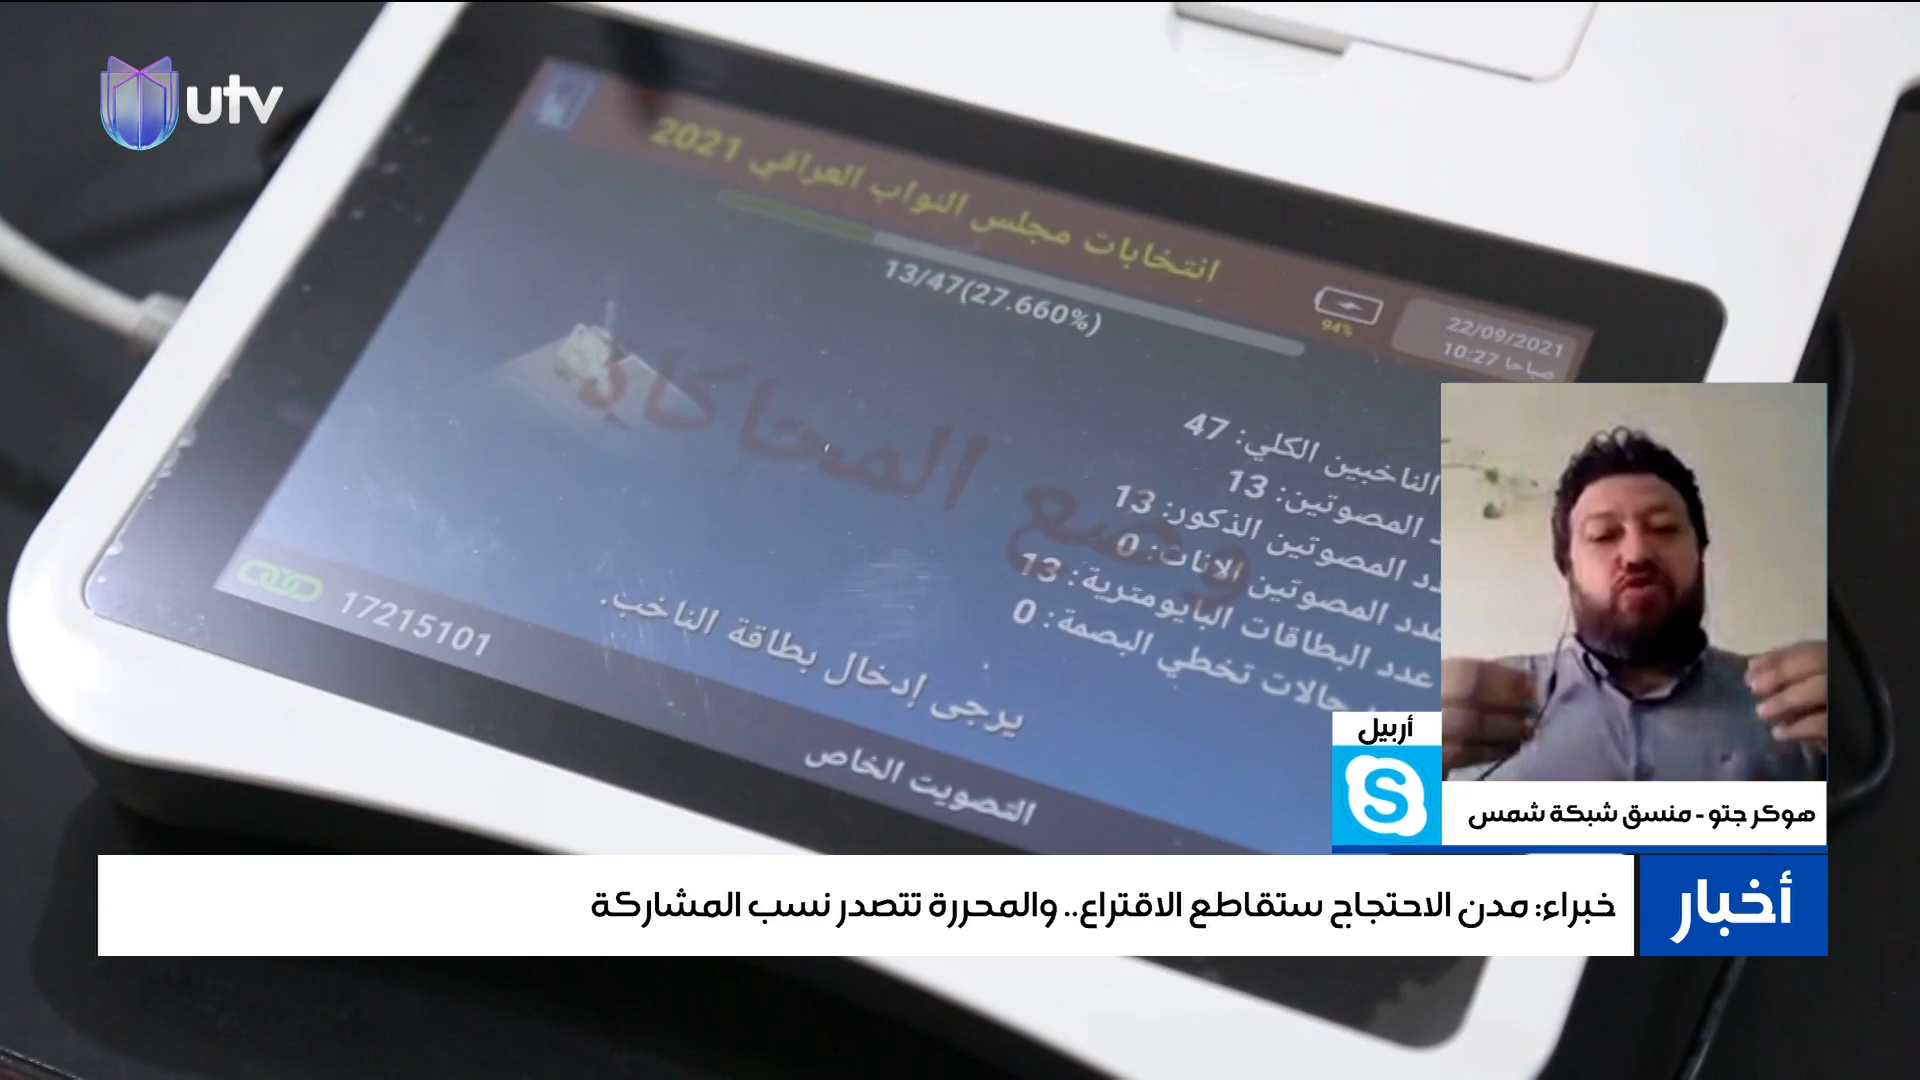 utv
انتخابات مجلس النواب العراقي 2021
94%
22/09/2021
10:27 صباحا
13/47(27.660%)
وضع المحاكاة
الناخبين الكلي: 47
المصوتين: 13
المصوتين الذكور: 13
عدد المصوتين الاناث: 0
عدد البطاقات البايومترية: 13
حالات تخطي البصمة: 0
يرجى إدخال بطاقة الناخب.
17215101
التصويت الخاص
أربيل
S
هوكر جتو - منسق شبكة شمس
أخبار
خبراء: مدن الاحتجاج ستقاطع الاقتراع.. والمحررة تتصدر نسب المشاركة